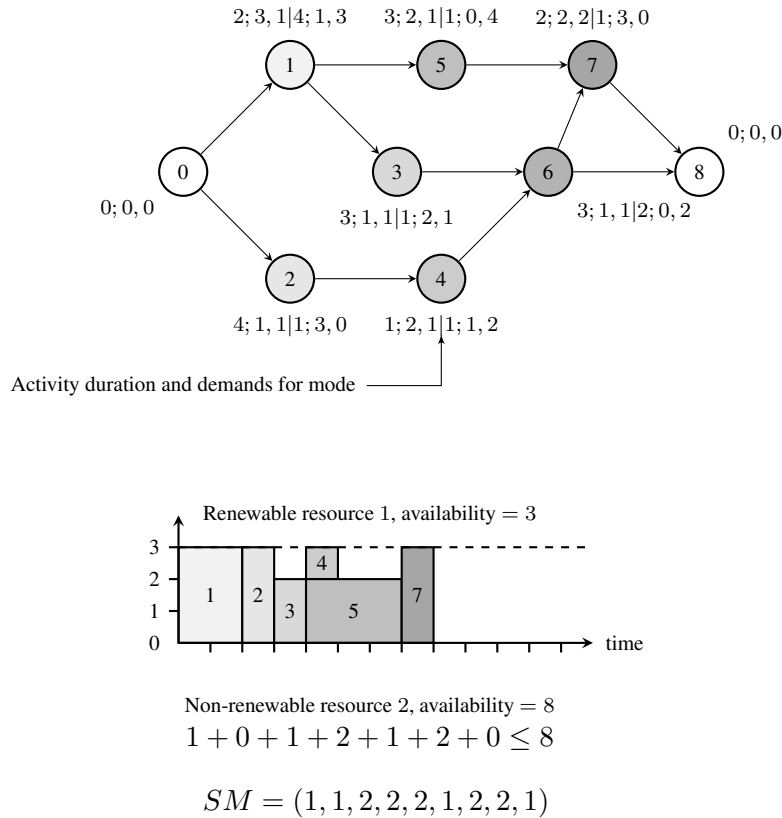 2; 3, 1|4; 1, 3 3; 2, 1|1; 0, 4 2; 2, 2|1; 3, 0
1 5 7
0; 0, 0
0 3 6 8
0; 0, 0
3; 1, 1|1; 2, 1 3; 1, 1|2; 0, 2
2 4
4; 1, 1|1; 3, 0 1; 2, 1|1; 1, 2
Activity duration and demands for mode
Renewable resource 1, availability = 3
3
4
2
1 2 7
1
3 5
0
time
Non-renewable resource 2, availability = 8
1 + 0 + 1 + 2 + 1 + 2 + 0 ≤ 8
SM = (1, 1, 2, 2, 2, 1, 2, 2, 1)